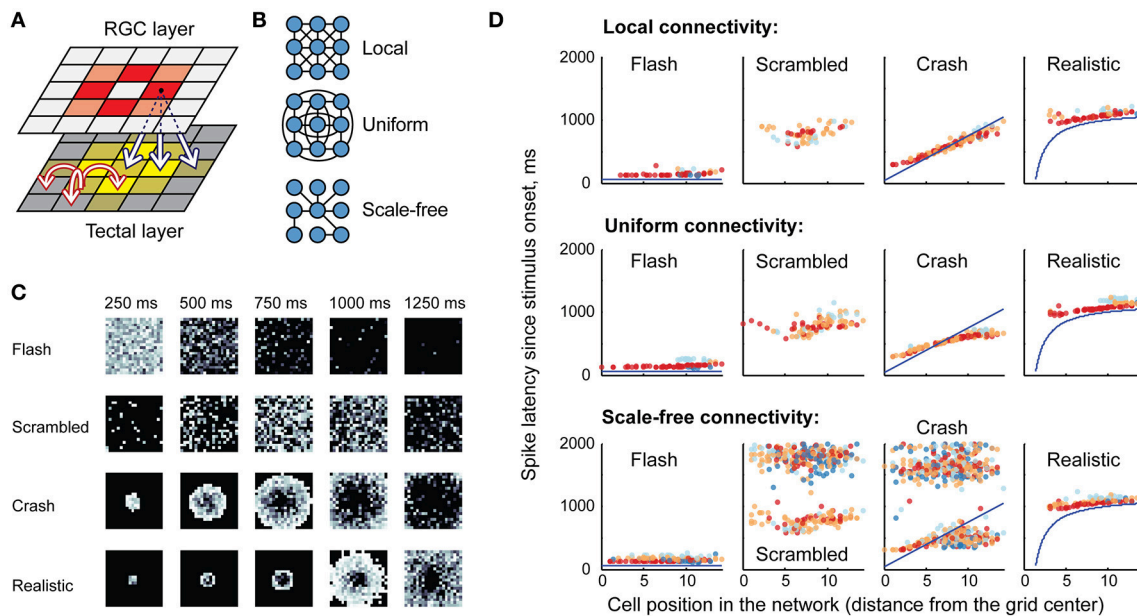 A
RGC layer
Tectal layer
B
Local
Uniform
Scale-free
C
250 ms 500 ms 750 ms 1000 ms 1250 ms
Flash
Scrambled
Crash
Realistic
D
Spike latency since stimulus onset, ms
Local connectivity:
Flash Scrambled Crash Realistic
2000
1000
0
Uniform connectivity:
Flash Scrambled Crash Realistic
2000
1000
0
Scale-free connectivity:
Crash
Flash Realistic
Scrambled
2000
1000
0
0 5 10 0 5 10 0 5 10 0 5 10
Cell position in the network (distance from the grid center)